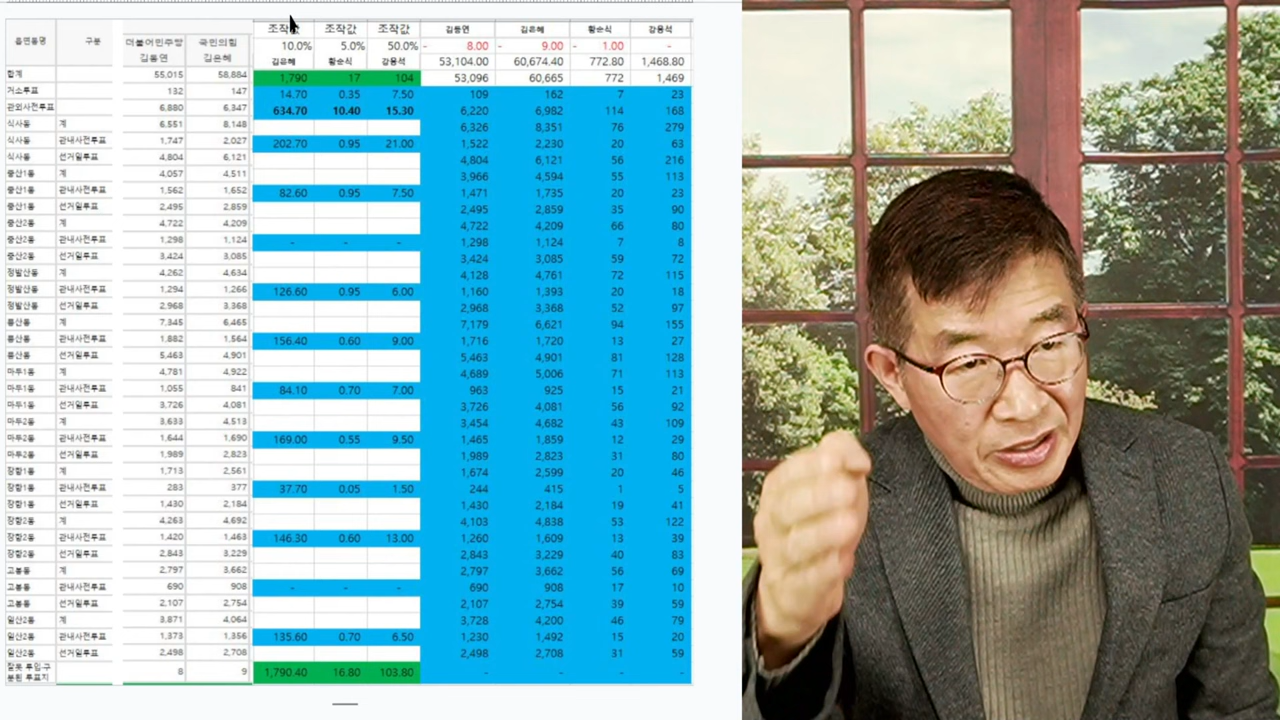 조작값 조작값 조작값 김동연 김은혜 황순식 강용석
읍면동명 구분 더불어민주당 국민의힘 10.0% 5.0% 50.0% - 8.00 - 9.00 - 1.00 -
김동연 김은혜 김은혜 황순식 강용석 53,104.00 60,674.40 772.80 1,468.80
합계 55,015 58,884 1,790 17 104 53,096 60,665 772 1,469
거소투표 132 147 14.70 0.35 7.50 109 162 7 23
관외사전투표 6,880 6,347 634.70 10.40 15.30 6,220 6,982 114 168
식사동 계 6,551 8,148 6,326 8,351 76 279
식사동 관내사전투표 1,747 2,027 202.70 0.95 21.00 1,522 2,230 20 63
식사동 선거일투표 4,804 6,121 4,804 6,121 56 216
중산1동 계 4,057 4,511 3,966 4,594 55 113
중산1동 관내사전투표 1,562 1,652 82.60 0.95 7.50 1,471 1,735 20 23
중산1동 선거일투표 2,495 2,859 2,495 2,859 35 90
중산2동 계 4,722 4,209 4,722 4,209 66 80
중산2동 관내사전투표 1,298 1,124 - - - 1,298 1,124 7 8
중산2동 선거일투표 3,424 3,085 3,424 3,085 59 72
정발산동 계 4,262 4,634 4,128 4,761 72 115
정발산동 관내사전투표 1,294 1,266 126.60 0.95 6.00 1,160 1,393 20 18
정발산동 선거일투표 2,968 3,368 2,968 3,368 52 97
풍산동 계 7,345 6,465 7,179 6,621 94 155
풍산동 관내사전투표 1,882 1,564 156.40 0.60 9.00 1,716 1,720 13 27
풍산동 선거일투표 5,463 4,901 5,463 4,901 81 128
마두1동 계 4,781 4,922 4,689 5,006 71 113
마두1동 관내사전투표 1,055 841 84.10 0.70 7.00 963 925 15 21
마두1동 선거일투표 3,726 4,081 3,726 4,081 56 92
마두2동 계 3,633 4,513 3,454 4,682 43 109
마두2동 관내사전투표 1,644 1,690 169.00 0.55 9.50 1,465 1,859 12 29
마두2동 선거일투표 1,989 2,823 1,989 2,823 31 80
장항1동 계 1,713 2,561 1,674 2,599 20 46
장항1동 관내사전투표 283 377 37.70 0.05 1.50 244 415 1 5
장항1동 선거일투표 1,430 2,184 1,430 2,184 19 41
장항2동 계 4,263 4,692 4,103 4,838 53 122
장항2동 관내사전투표 1,420 1,463 146.30 0.60 13.00 1,260 1,609 13 39
장항2동 선거일투표 2,843 3,229 2,843 3,229 40 83
고봉동 계 2,797 3,662 2,797 3,662 56 69
고봉동 관내사전투표 690 908 - - - 690 908 17 10
고봉동 선거일투표 2,107 2,754 2,107 2,754 39 59
일산2동 계 3,871 4,064 3,728 4,200 46 79
일산2동 관내사전투표 1,373 1,356 135.60 0.70 6.50 1,230 1,492 15 20
일산2동 선거일투표 2,498 2,708 2,498 2,708 31 59
잘못 투입·구
분된 투표지 8 9 1,790.40 16.80 103.80 - - - -